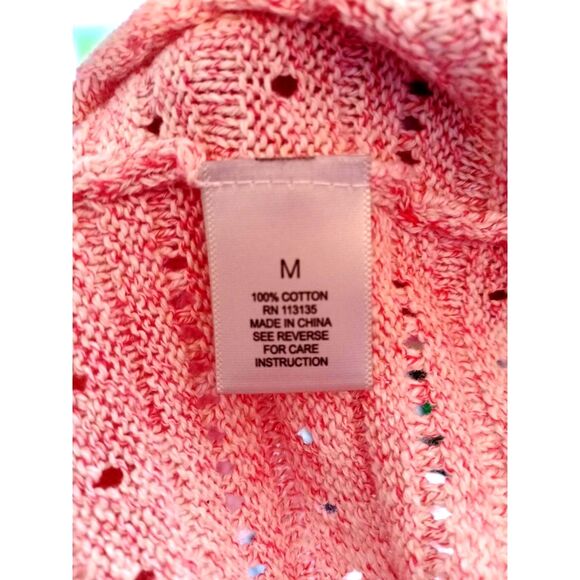 M
100% COTTON
RN 113135
MADE IN CHINA
SEE REVERSE
FOR CARE
INSTRUCTION